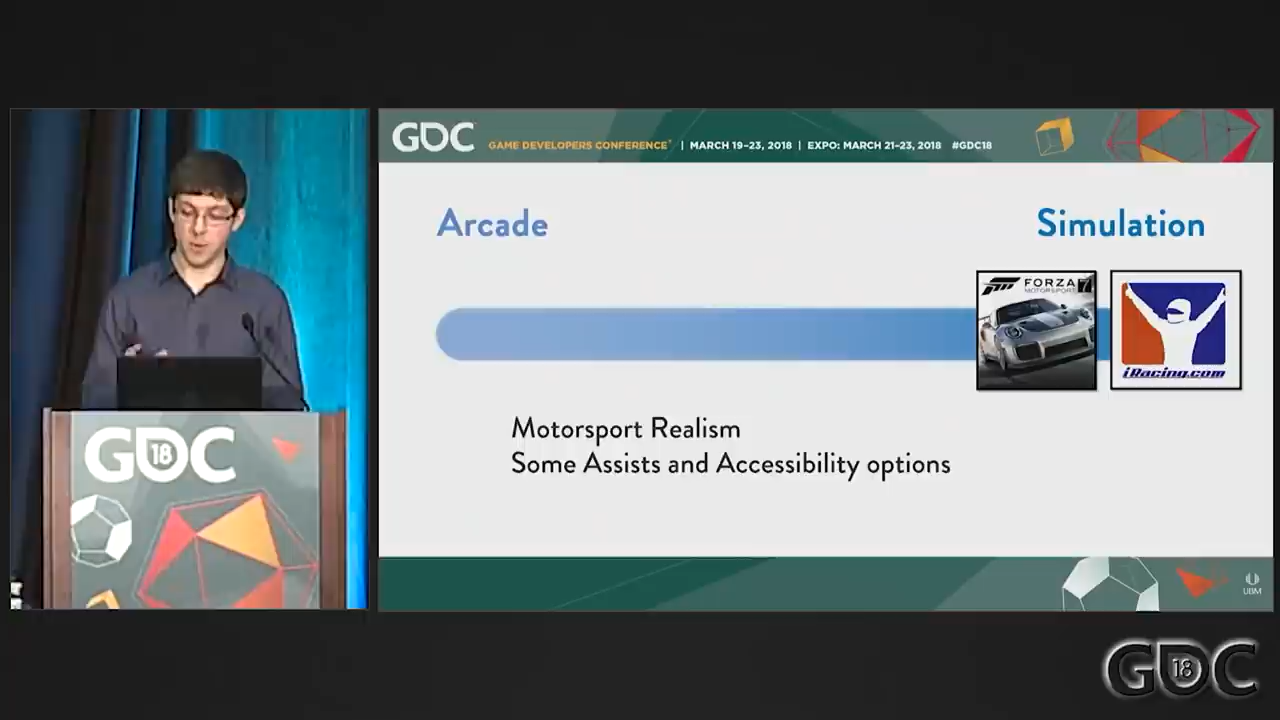 GDC GAME DEVELOPERS CONFERENCE | MARCH 19–23, 2018 | EXPO: MARCH 21–23, 2018 #GDC18
Arcade
Simulation
FORZA
MOTORSPORT 7
iRacing.com
Motorsport Realism
Some Assists and Accessibility options
GDC
18
UBM
GDC
18